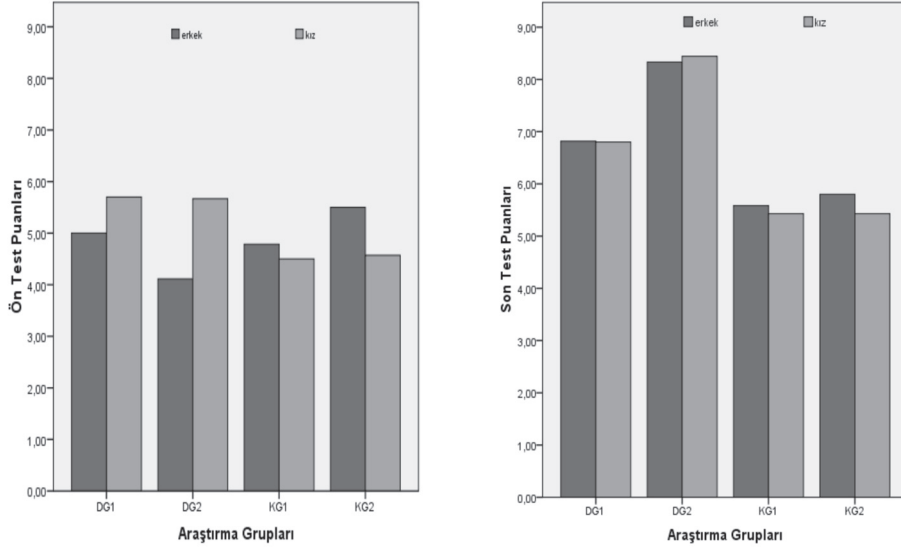 erkek
kız
9,00
8,00
7,00
6,00
5,00
4,00
3,00
2,00
1,00
0,00
Ön Test Puanları
DG1 DG2 KG1 KG2
Araştırma Grupları
erkek
kız
9,00
8,00
7,00
6,00
5,00
4,00
3,00
2,00
1,00
0,00
Son Test Puanları
DG1 DG2 KG1 KG2
Araştırma Grupları